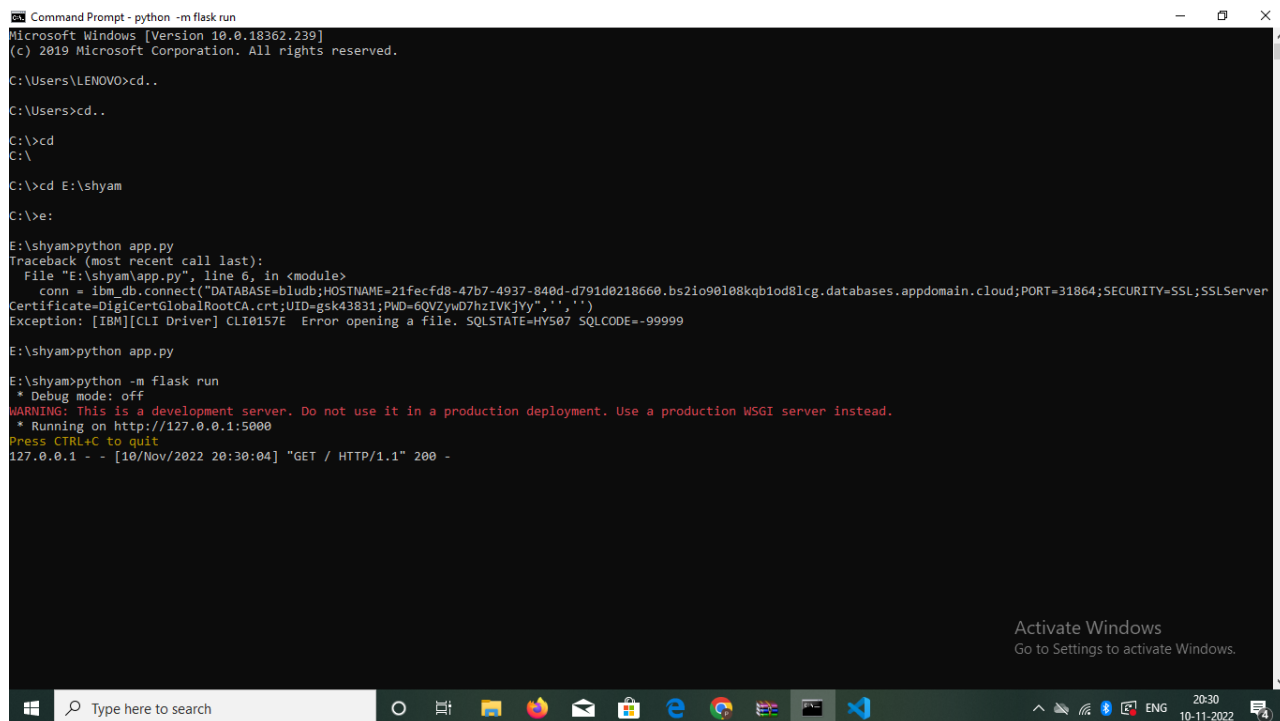 Command Prompt - python -m flask run
Microsoft Windows [Version 10.0.18362.239]
(c) 2019 Microsoft Corporation. All rights reserved.
C:\Users\LENOVO>cd..
C:\Users>cd..
C:\>cd
C:\
C:\>cd E:\shyam
C:\>e:
E:\shyam>python app.py
Traceback (most recent call last):
File "E:\shyam\app.py", line 6, in <module>
conn = ibm_db.connect("DATABASE=bludb;HOSTNAME=21fecfd8-47b7-4937-840d-d791d0218660.bs2io90l08kqb1od8lcg.databases.appdomain.cloud;PORT=31864;SECURITY=SSL;SSLServer
Certificate=DigiCertGlobalRootCA.crt;UID=gsk43831;PWD=6QVZywD7hzIVKjYy",'','')
Exception: [IBM][CLI Driver] CLI0157E  Error opening a file. SQLSTATE=HY507 SQLCODE=-99999
E:\shyam>python app.py
E:\shyam>python -m flask run
* Debug mode: off
WARNING: This is a development server. Do not use it in a production deployment. Use a production WSGI server instead.
* Running on http://127.0.0.1:5000
Press CTRL+C to quit
127.0.0.1 - - [10/Nov/2022 20:30:04] "GET / HTTP/1.1" 200 -
Activate Windows
Go to Settings to activate Windows.
Type here to search
ENG
20:30
10-11-2022
4